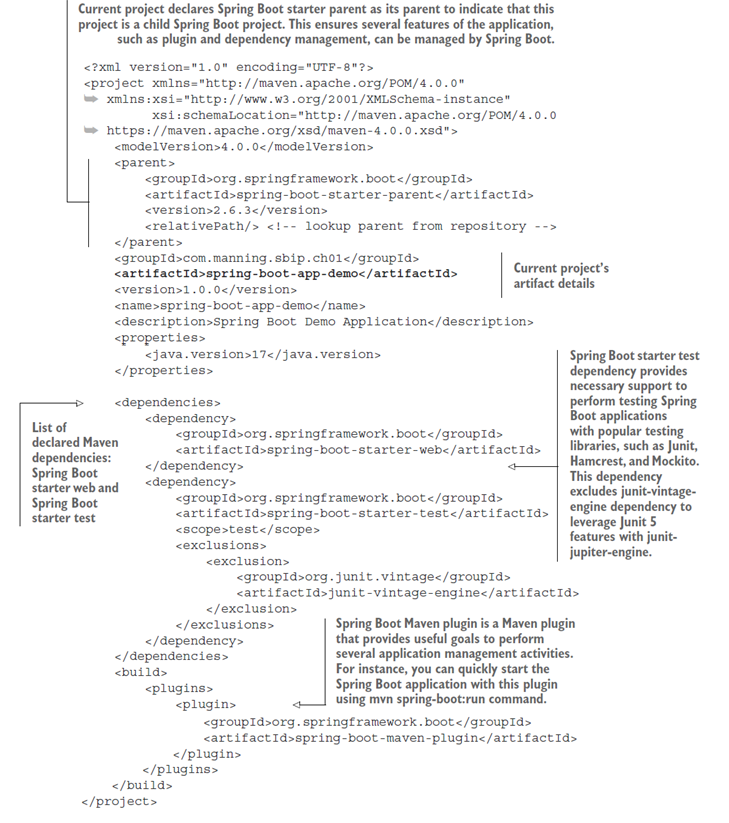 Current project declares Spring Boot starter parent as its parent to indicate that this
project is a child Spring Boot project. This ensures several features of the application,
such as plugin and dependency management, can be managed by Spring Boot.
<?xml version="1.0" encoding="UTF-8"?>
<project xmlns="http://maven.apache.org/POM/4.0.0"
xmlns:xsi="http://www.w3.org/2001/XMLSchema-instance"
xsi:schemaLocation="http://maven.apache.org/POM/4.0.0
https://maven.apache.org/xsd/maven-4.0.0.xsd">
<modelVersion>4.0.0</modelVersion>
<parent>
<groupId>org.springframework.boot</groupId>
<artifactId>spring-boot-starter-parent</artifactId>
<version>2.6.3</version>
<relativePath/> <!-- lookup parent from repository -->
</parent>
<groupId>com.manning.sbip.ch01</groupId>
<artifactId>spring-boot-app-demo</artifactId>
<version>1.0.0</version>
<name>spring-boot-app-demo</name>
<description>Spring Boot Demo Application</description>
<properties>
<java.version>17</java.version>
</properties>
Current project's
artifact details
<dependencies>
<dependency>
<groupId>org.springframework.boot</groupId>
<artifactId>spring-boot-starter-web</artifactId>
</dependency>
<dependency>
<groupId>org.springframework.boot</groupId>
<artifactId>spring-boot-starter-test</artifactId>
<scope>test</scope>
<exclusions>
<exclusion>
<groupId>org.junit.vintage</groupId>
<artifactId>junit-vintage-engine</artifactId>
</exclusion>
</exclusions>
</dependency>
</dependencies>
List of
declared Maven
dependencies:
Spring Boot
starter web and
Spring Boot
starter test
Spring Boot starter test
dependency provides
necessary support to
perform testing Spring
Boot applications
with popular testing
libraries, such as Junit,
Hamcrest, and Mockito.
This dependency
excludes junit-vintage-
engine dependency to
leverage Junit 5
features with junit-
jupiter-engine.
<build>
<plugins>
<plugin>
<groupId>org.springframework.boot</groupId>
<artifactId>spring-boot-maven-plugin</artifactId>
</plugin>
</plugins>
</build>
</project>
Spring Boot Maven plugin is a Maven plugin
that provides useful goals to perform
several application management activities.
For instance, you can quickly start the
Spring Boot application with this plugin
using mvn spring-boot:run command.